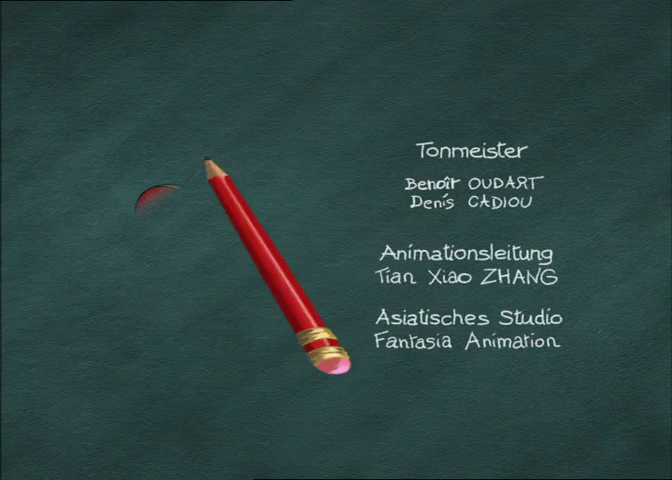 Tonmeister
Benoît OUDART
Denis CADIOU
Animationsleitung
Tian Xiao ZHANG
Asiatisches Studio
Fantasia Animation